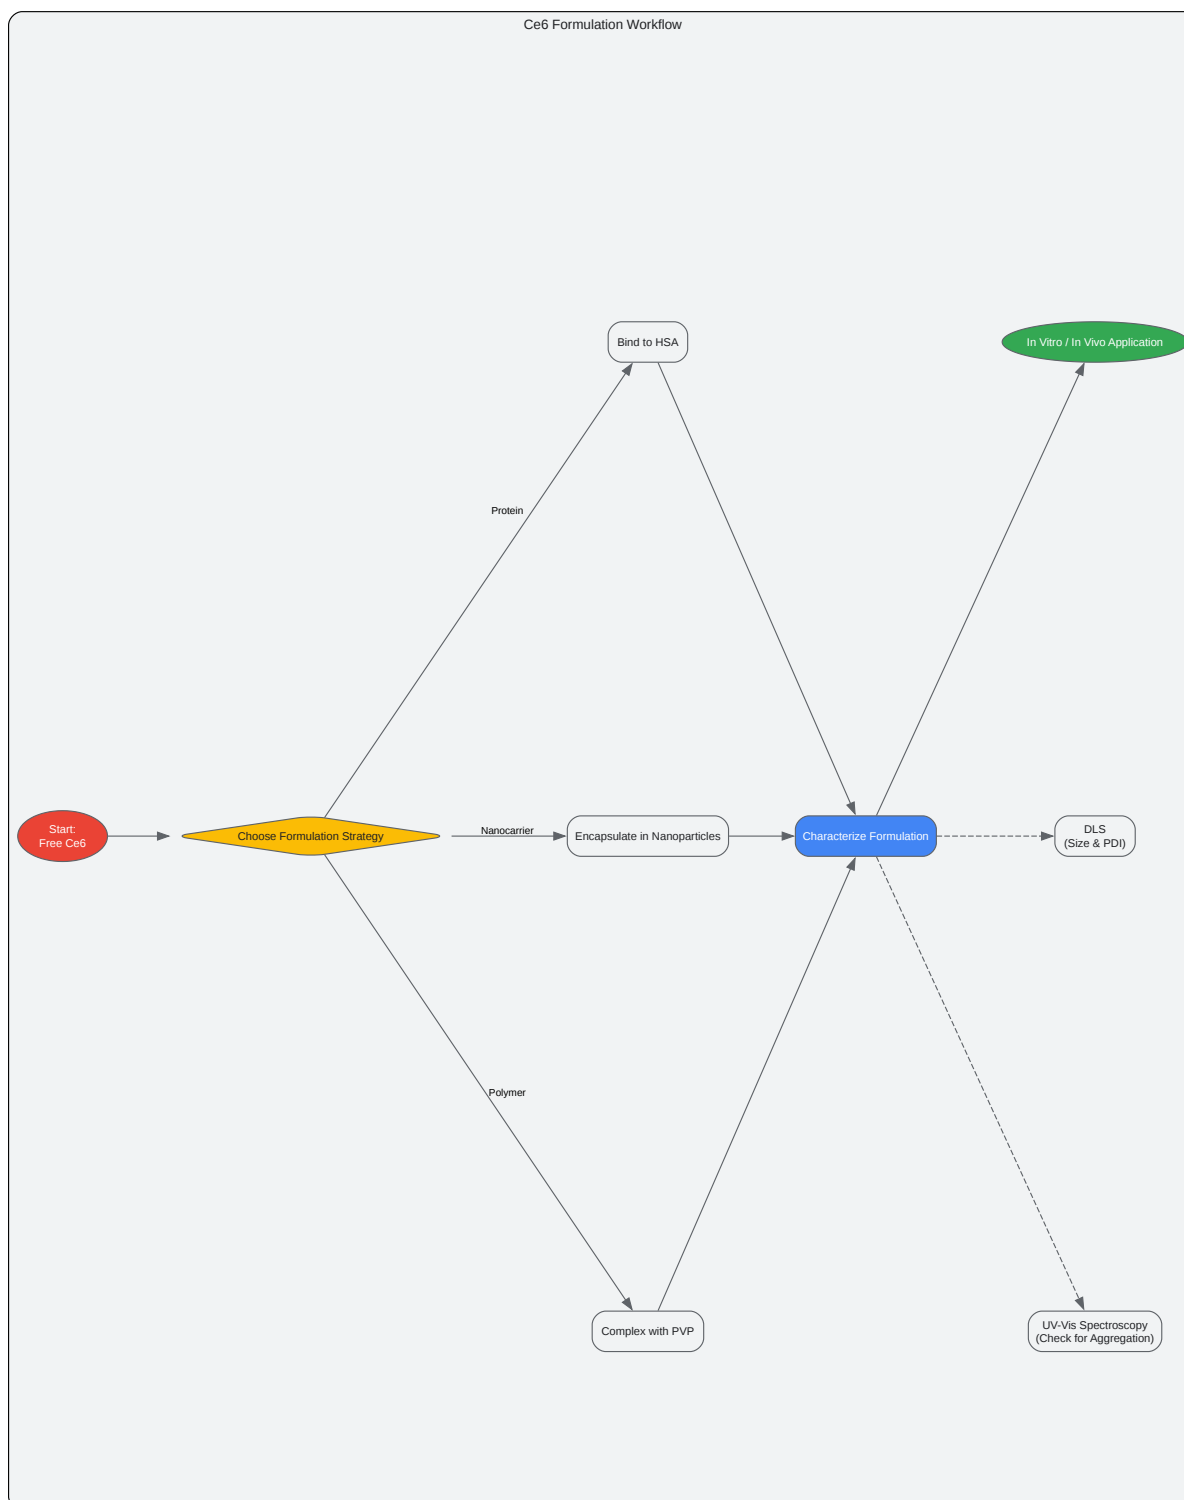 Ce6 Formulation Workflow
Bind to HSA
In Vitro / In Vivo Application
Protein
Start:
Free Ce6
Choose Formulation Strategy
Nanocarrier
Encapsulate in Nanoparticles
Characterize Formulation
DLS
(Size & PDI)
Polymer
Complex with PVP
UV-Vis Spectroscopy
(Check for Aggregation)